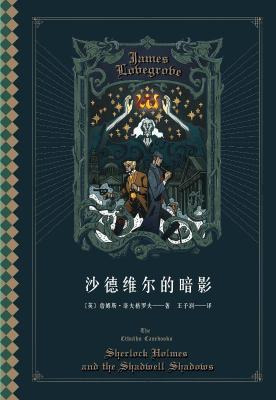 James
Lovegrove
沙德维尔的暗影
［英］詹姆斯·洛夫格罗夫——著 王予润——译
The
Cthulhu Casebooks
Sherlock Holmes
and the Shadwell Shadows